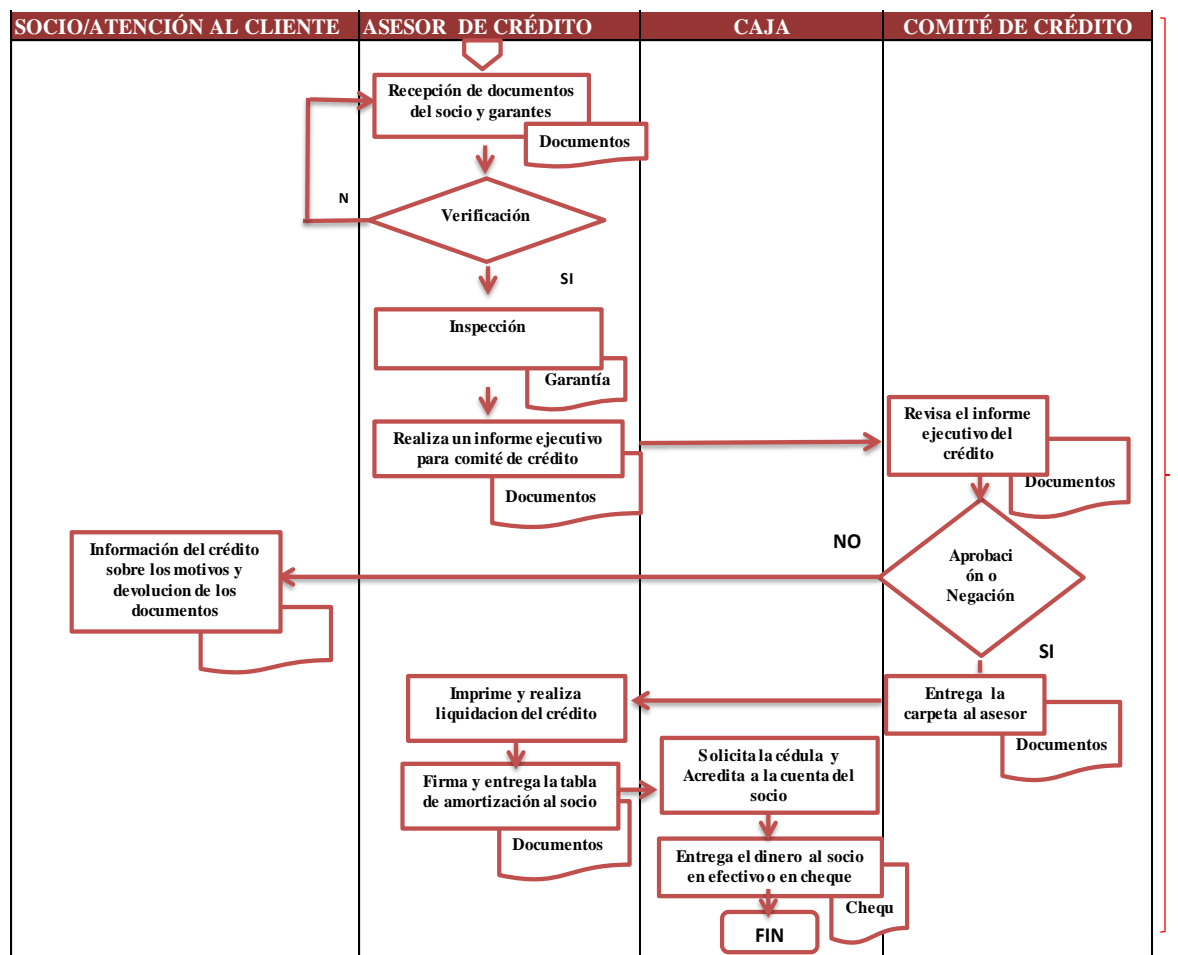 SOCIO/ATENCIÓN AL CLIENTE
ASESOR DE CRÉDITO
CAJA
COMITÉ DE CRÉDITO
Recepción de documentos
del socio y garantes
Documentos
N
Verificación
SI
Inspección
Garantía
Realiza un informe ejecutivo
para comité de crédito
Documentos
Revisa el informe
ejecutivo del
crédito
Documentos
NO
Aprobaci
ón o
Negación
Información del crédito
sobre los motivos y
devolucion de los
documentos
SI
Imprime y realiza
liquidacion del crédito
Entrega la
carpeta al asesor
Documentos
Firma y entrega la tabla
de amortización al socio
Documentos
Solicita la cédula y
Acredita a la cuenta del
socio
Entrega el dinero al socio
en efectivo o en cheque
Chequ
FIN